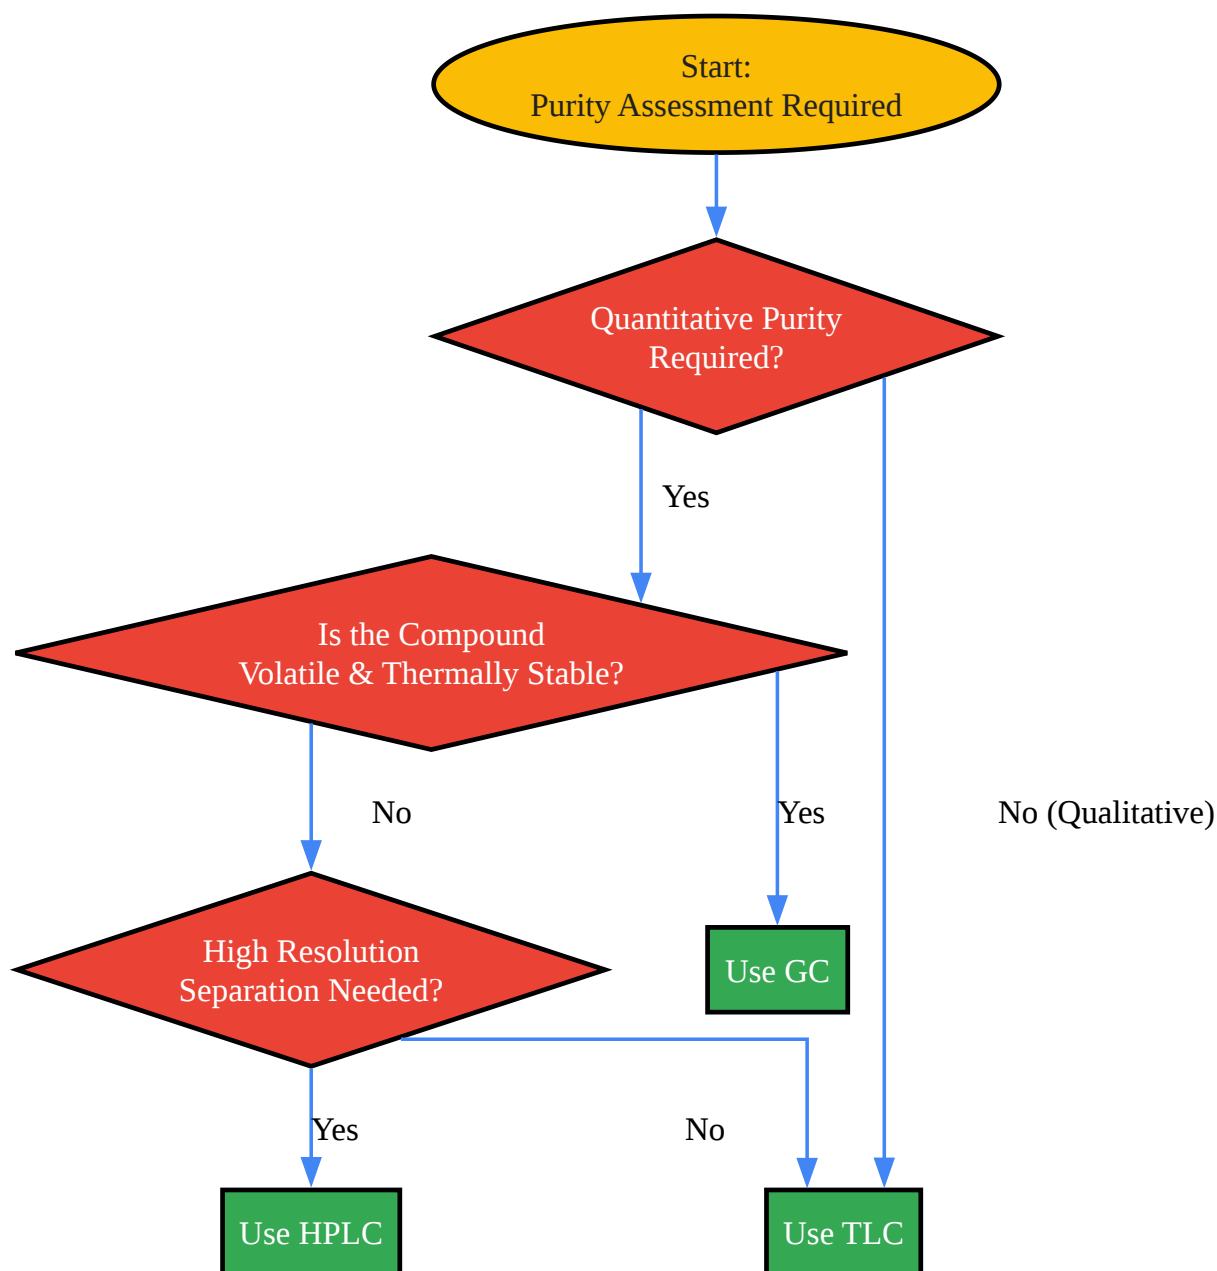 Start:
Purity Assessment Required
Quantitative Purity
Required?
Yes
Is the Compound
Volatile & Thermally Stable?
No
Yes
No (Qualitative)
High Resolution
Separation Needed?
Use GC
Yes
No
Use HPLC
Use TLC